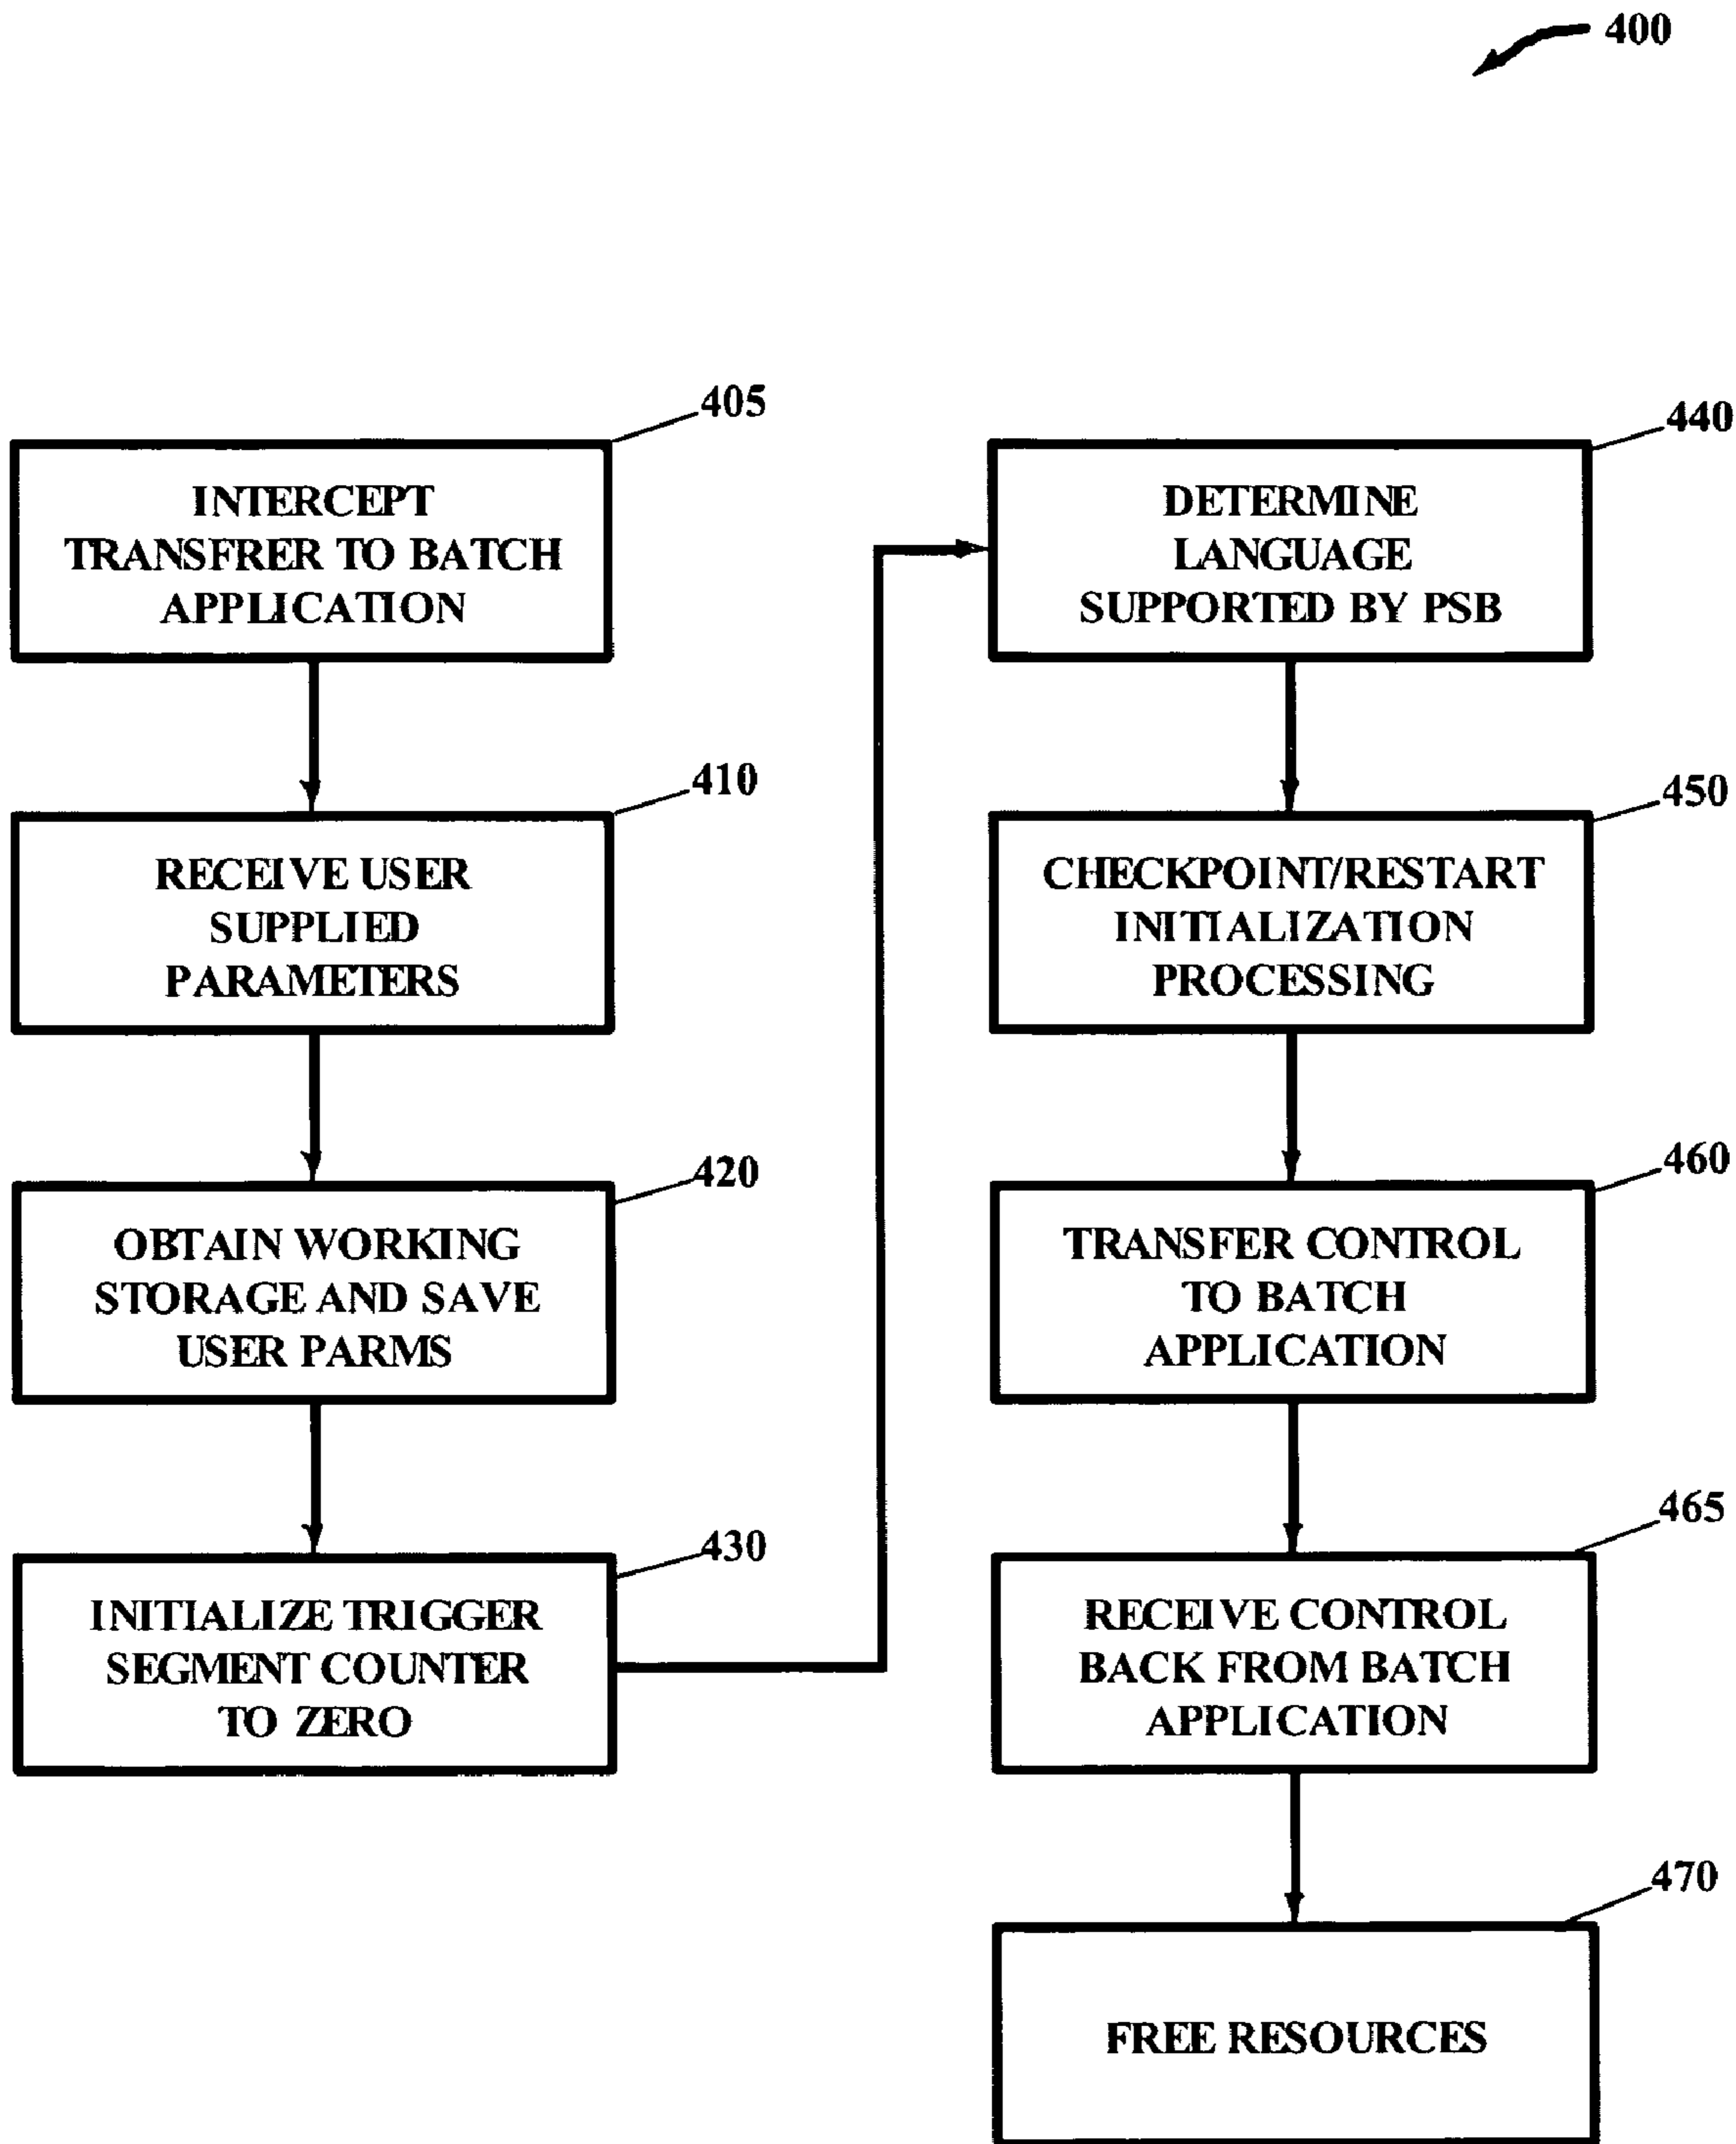 400
405
INTERCEPT
TRANSFRER TO BATCH
APPLICATION
410
RECEIVE USER
SUPPLIED
PARAMETERS
420
OBTAIN WORKING
STORAGE AND SAVE
USER PARMS
430
INITIALIZE TRIGGER
SEGMENT COUNTER
TO ZERO
440
DETERMINE
LANGUAGE
SUPPORTED BY PSB
450
CHECKPOINT/RESTART
INITIALIZATION
PROCESSING
460
TRANSFER CONTROL
TO BATCH
APPLICATION
465
RECEIVE CONTROL
BACK FROM BATCH
APPLICATION
470
FREE RESOURCES